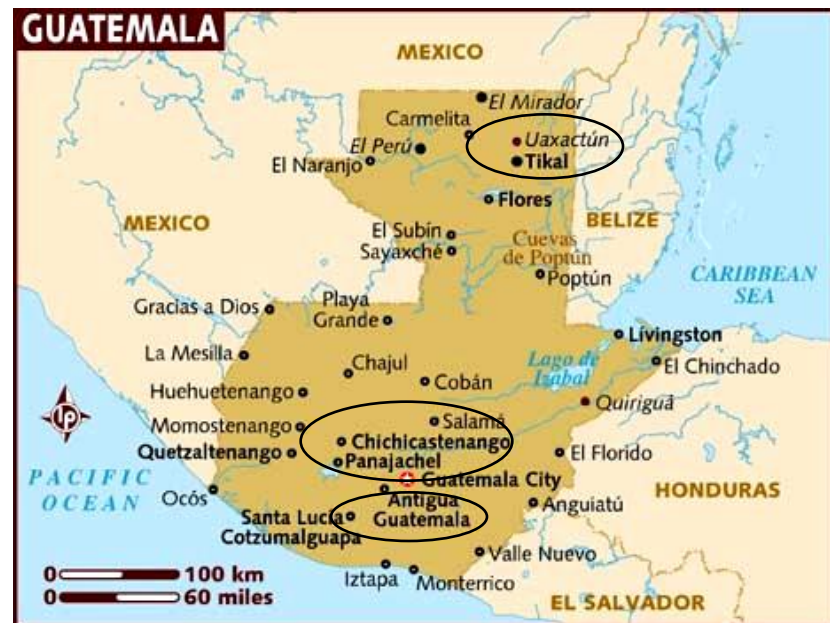 GUATEMALA
MEXICO
El Mirador
Carmelita
Uaxactún
El Perú
Tikal
El Naranjo
Flores
MEXICO
BELIZE
El Subín
Sayaxché
Cuevas
de Poptún
Poptún
CARIBBEAN
SEA
Gracias a Dios
Playa
Grande
Lívingston
La Mesilla
Chajul
Lago de
Izabal
El Chinchado
Cobán
Huehuetenango
Quiriguá
lp
Momostenango
Salamá
Chichicastenango
Quetzaltenango
Panajachel
El Florido
PACIFIC
OCEAN
Guatemala City
HONDURAS
Ocós
Antigua
Guatemala
Anguiatú
Santa Lucía
Cotzumalguapa
Valle Nuevo
0 100 km
0 60 miles
Iztapa
Monterrico
EL SALVADOR